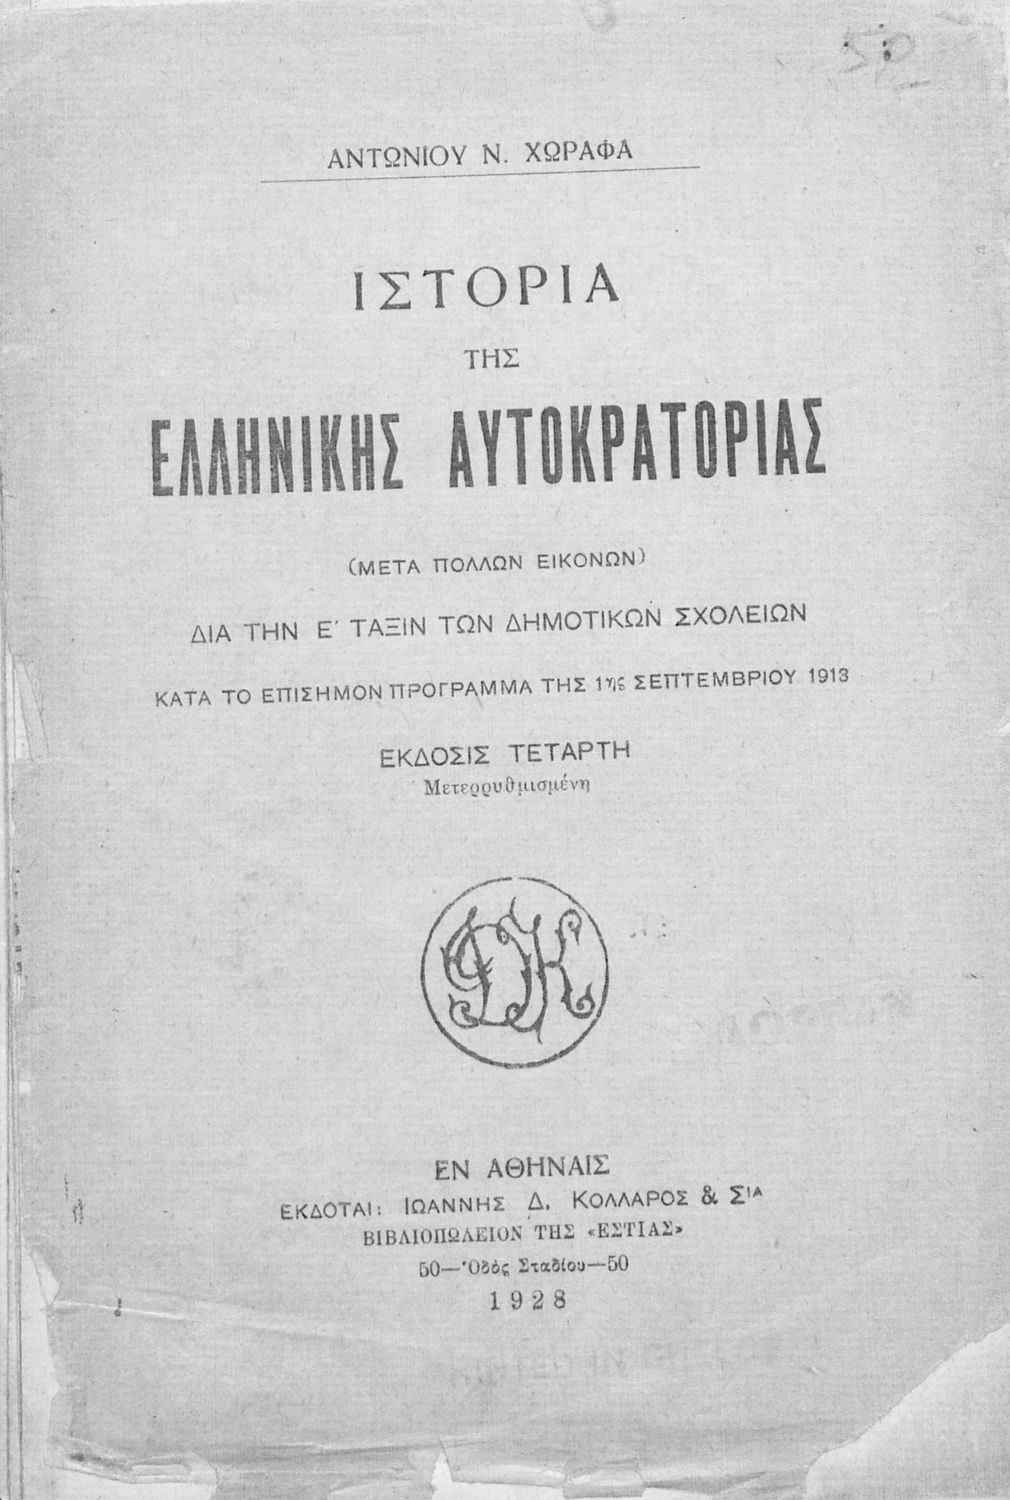 ΑΝΤΩΝΙΟΥ Ν. ΧΩΡΑΦΑ
ΙΣΤΟΡΙΑ
ΤΗΣ
ΕΛΛΗΝΙΚΗΣ ΑΥΤΟΚΡΑΤΟΡΙΑΣ
(ΜΕΤΑ ΠΟΛΛΩΝ ΕΙΚΟΝΩΝ)
ΔΙΑ ΤΗΝ Ε' ΤΑΞΙΝ ΤΩΝ ΔΗΜΟΤΙΚΩΝ ΣΧΟΛΕΙΩΝ
ΚΑΤΑ ΤΟ ΕΠΙΣΗΜΟΝ ΠΡΟΓΡΑΜΜΑ ΤΗΣ 1ης ΣΕΠΤΕΜΒΡΙΟΥ 1913
ΕΚΔΟΣΙΣ ΤΕΤΑΡΤΗ
Μετερρυθμισμένη
ΕΝ ΑΘΗΝΑΙΣ
ΕΚΔΟΤΑΙ: ΙΩΑΝΝΗΣ Δ. ΚΟΛΛΑΡΟΣ & ΣΙΑ
ΒΙΒΛΙΟΠΩΛΕΙΟΝ ΤΗΣ «ΕΣΤΙΑΣ»
50—Ὁδός Σταδίου—50
1928